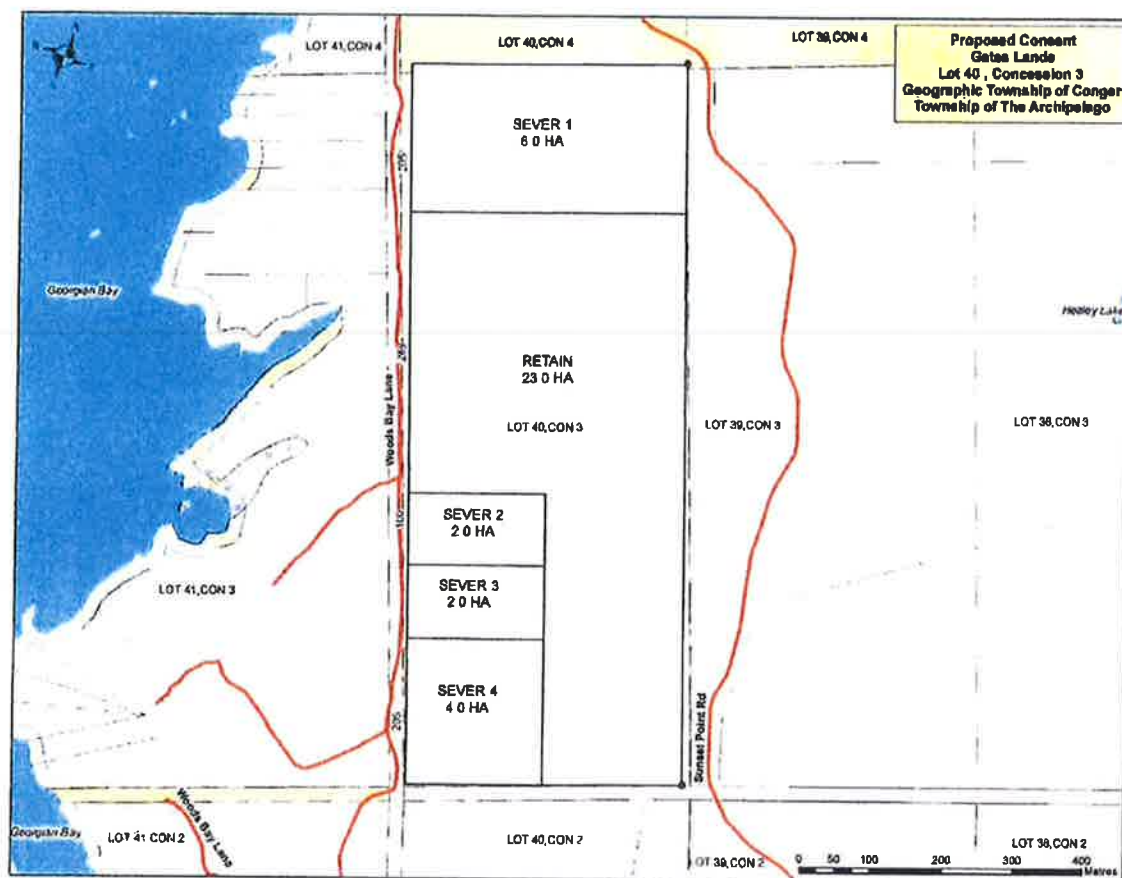 LOT 41, CON 4
LOT 40, CON 4
LOT 39, CON 4
Proposed Consent
Gates Lands
Lot 40 , Concession 3
Geographic Township of Conger
Township of The Archipelago
SEVER 1
6 0 HA
205
Georgian Bay
Healey Lake
RETAIN
23 0 HA
Woods Bay Lane
LOT 40, CON 3
LOT 39, CON 3
LOT 38, CON 3
SEVER 2
2 0 HA
100
LOT 41, CON 3
SEVER 3
2 0 HA
SEVER 4
4 0 HA
205
Sunset Point Rd
Woods Bay Lane
Georgian Bay
LOT 41 CON 2
LOT 40, CON 2
OT 39, CON 2
LOT 38, CON 2
0 50 100 200 300 400
Metres